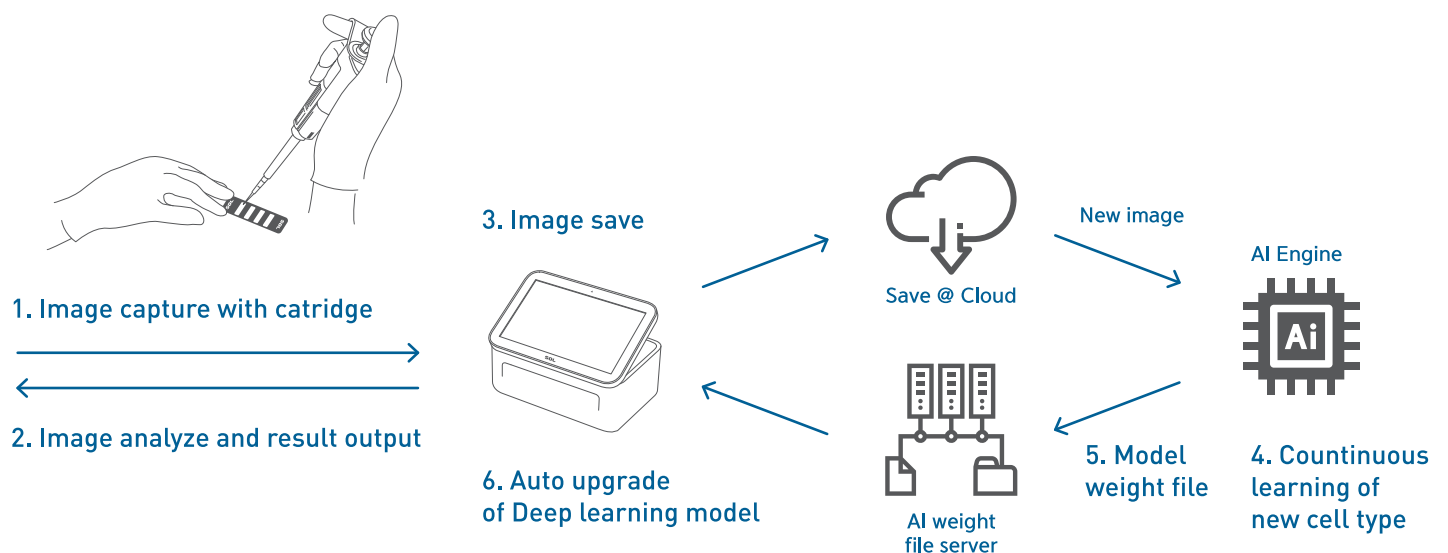 1. Image capture with catridge
2. Image analyze and result output
3. Image save
SOL
6. Auto upgrade
of Deep learning model
Save @ Cloud
New image
AI Engine
Ai
4. Countinuous
learning of
new cell type
5. Model
weight file
AI weight
file server